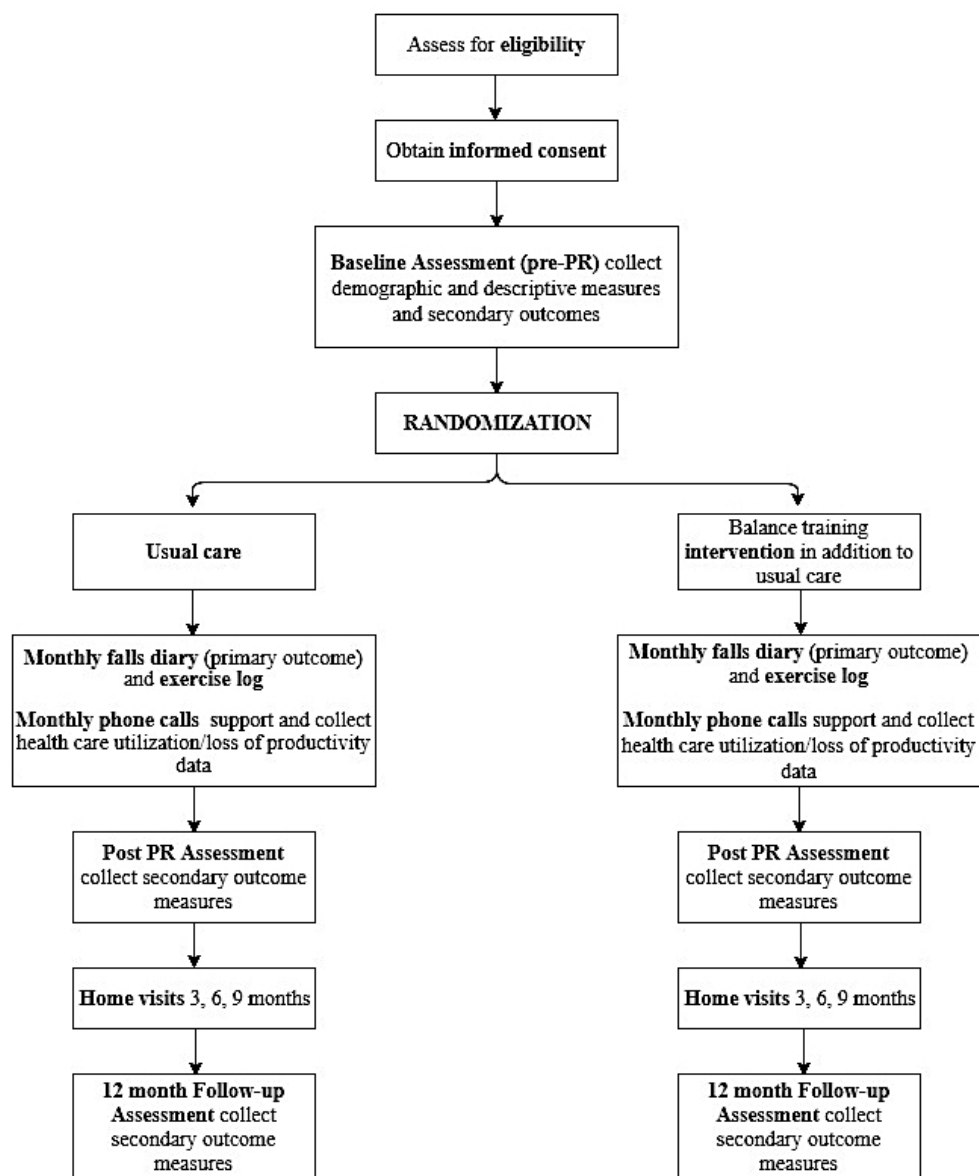 Assess for eligibility
Obtain informed consent
Baseline Assessment (pre-PR) collect
demographic and descriptive measures
and secondary outcomes
RANDOMIZATION
Usual care
Balance training
intervention in addition to
usual care
Monthly falls diary (primary outcome)
and exercise log
Monthly phone calls support and collect
health care utilization/loss of productivity
data
Monthly falls diary (primary outcome)
and exercise log
Monthly phone calls support and collect
health care utilization/loss of productivity
data
Post PR Assessment
collect secondary outcome
measures
Post PR Assessment
collect secondary outcome
measures
Home visits 3, 6, 9 months
Home visits 3, 6, 9 months
12 month Follow-up
Assessment collect
secondary outcome
measures
12 month Follow-up
Assessment collect
secondary outcome
measures